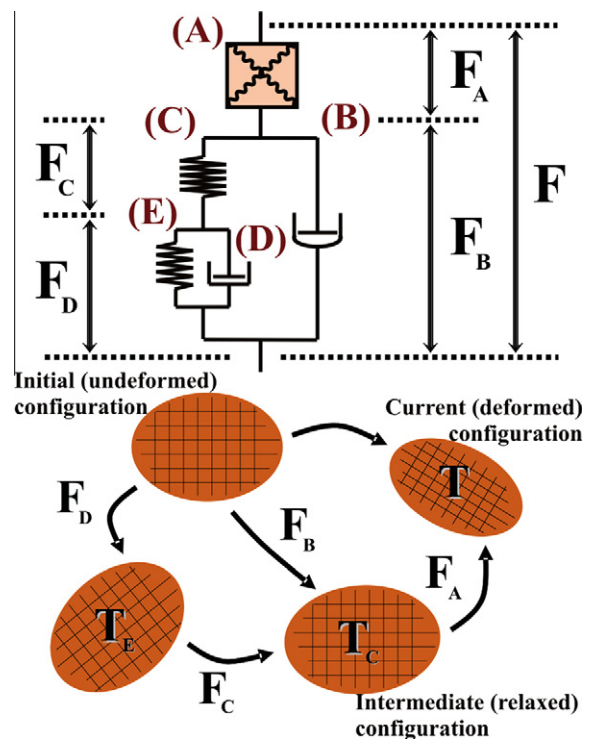 (A)
F_A
(C)
(B)
F_C
F
(E)
(D)
F_B
F_D
Initial (undeformed)
configuration
Current (deformed)
configuration
T
F_D
F_B
F_A
T_E
T_C
F_C
Intermediate (relaxed)
configuration